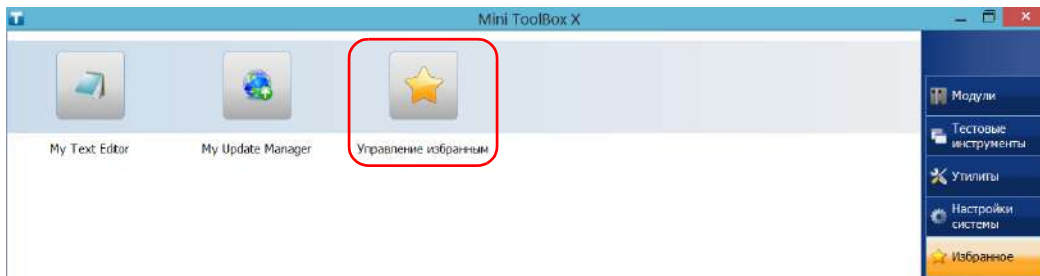 Mini ToolBox X
My Text Editor
My Update Manager
Управление избранным
Модули
Тестовые
инструменты
Утилиты
Настройки
системы
Избранное